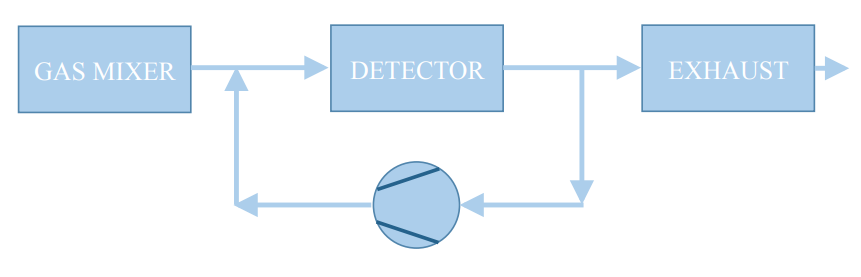 GAS MIXER
DETECTOR
EXHAUST